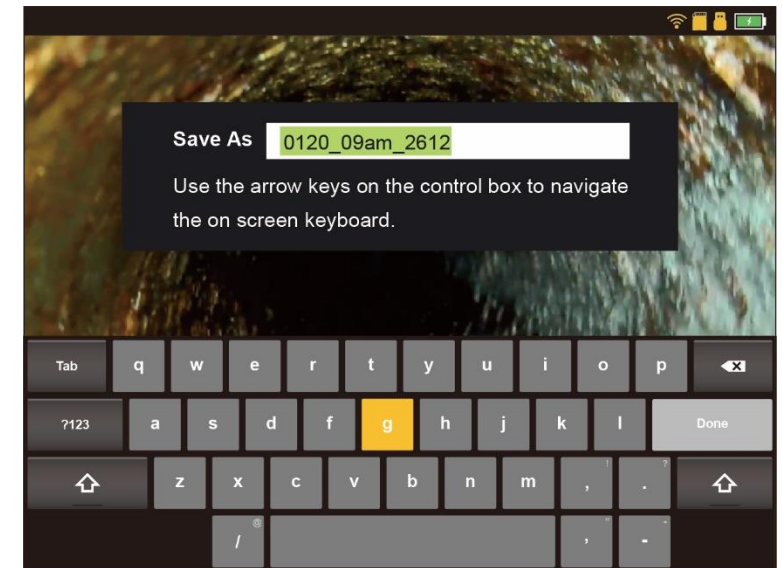 Save As 0120_09am_2612
Use the arrow keys on the control box to navigate
the on screen keyboard.
Tab q w e r t y u i o p
?123 a s d f g h j k l Done
z x c v b n m , ! . ?
/ @ ' " - _